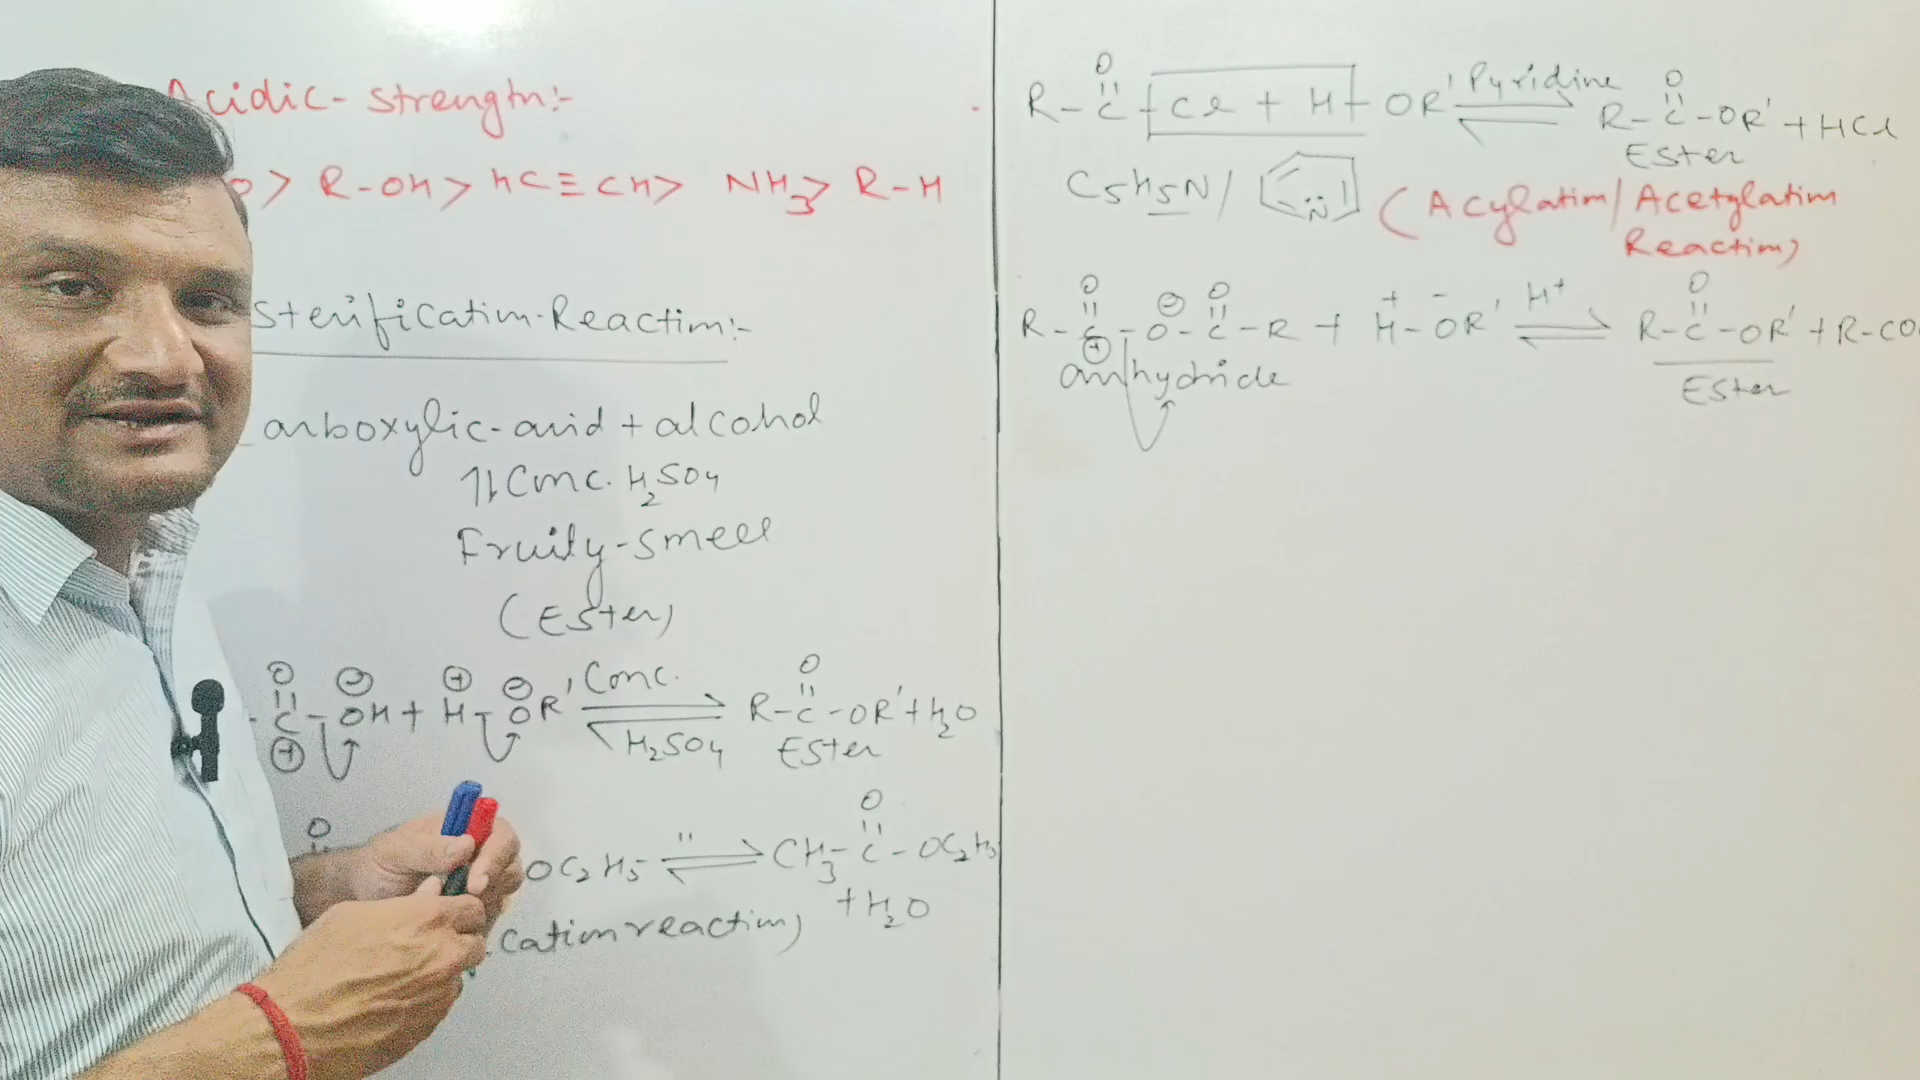 Acidic-strength:-
> R-OH > HC≡CH > NH3 > R-H
sterification-Reaction:-
arboxylic-acid + alcohol
⇅ Conc. H2SO4
Fruity-smell
(Ester)
O ⊖ ⊕ ⊖ Conc. O
-C-OH + H-OR' ⇌ R-C-OR' + H2O
⊕ H2SO4 Ester
O O
OC2H5 ⇌ '' CH3-C-OC2H5
+ H2O
cation reaction)
O Pyridine O
R-C-Cl + H-OR' ⇌ R-C-OR' + HCl
Ester
C5H5N / N̈ (Acylation/Acetylation
Reaction)
O ⊖ O + - H+ O
R-C-O-C-R + H-OR' ⇌ R-C-OR' + R-CO
⊕
anhydride Ester